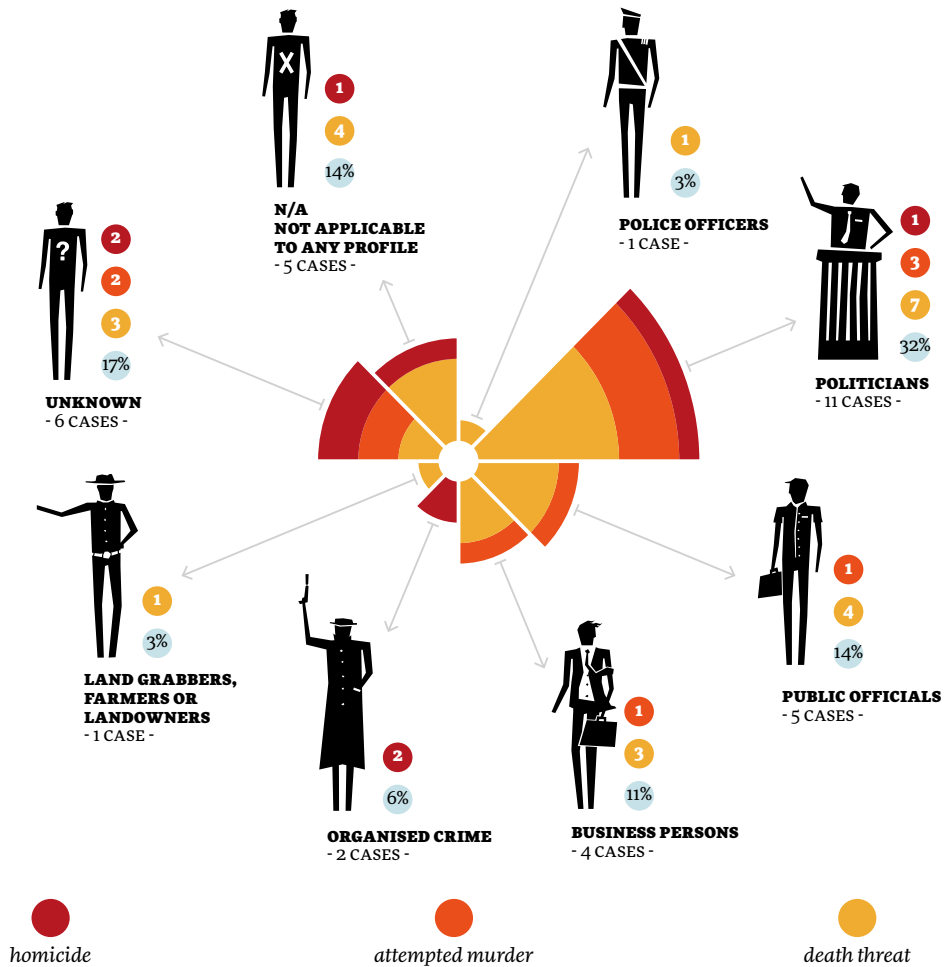 X
1
4
14%
N/A
NOT APPLICABLE
TO ANY PROFILE
- 5 CASES -
1
3%
POLICE OFFICERS
- 1 CASE -
1
3
7
32%
POLITICIANS
- 11 CASES -
?
2
2
3
17%
UNKNOWN
- 6 CASES -
1
3%
LAND GRABBERS,
FARMERS OR
LANDOWNERS
- 1 CASE -
2
6%
ORGANISED CRIME
- 2 CASES -
1
3
11%
BUSINESS PERSONS
- 4 CASES -
1
4
14%
PUBLIC OFFICIALS
- 5 CASES -
homicide
attempted murder
death threat